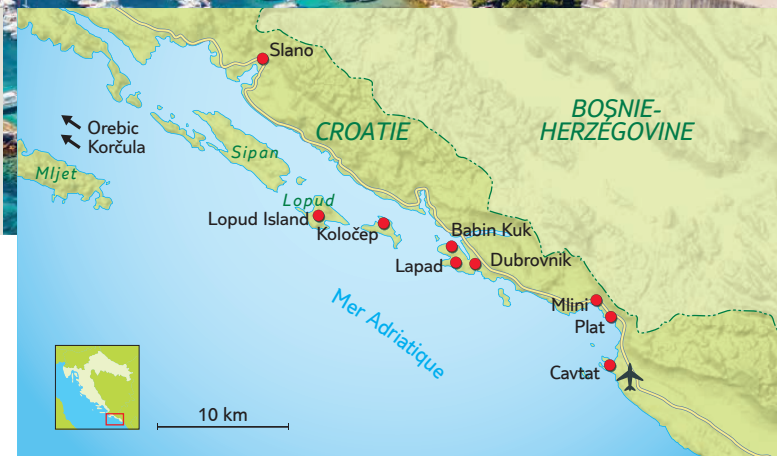 Slano
BOSNIE-
HERZÉGOVINE
Orebic
Korčula
CROATIE
Sipan
Mljet
Lopud
Lopud Island
Koločep
Babin Kuk
Lapad
Dubrovnik
Mer Adriatique
Mlini
Plat
Cavtat
10 km